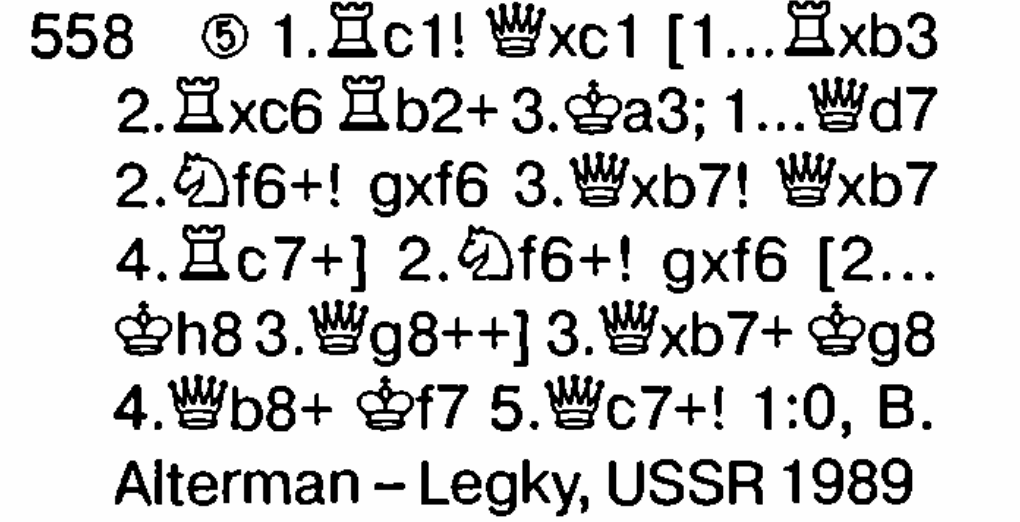 558 ⑤ 1.♖c1! ♕xc1 [1...♖xb3
2.♖xc6 ♖b2+ 3.♔a3; 1...♕d7
2.♘f6+! gxf6 3.♕xb7! ♕xb7
4.♖c7+] 2.♘f6+! gxf6 [2...
♔h8 3.♕g8++] 3.♕xb7+ ♔g8
4.♕b8+ ♔f7 5.♕c7+! 1:0, B.
Alterman – Legky, USSR 1989